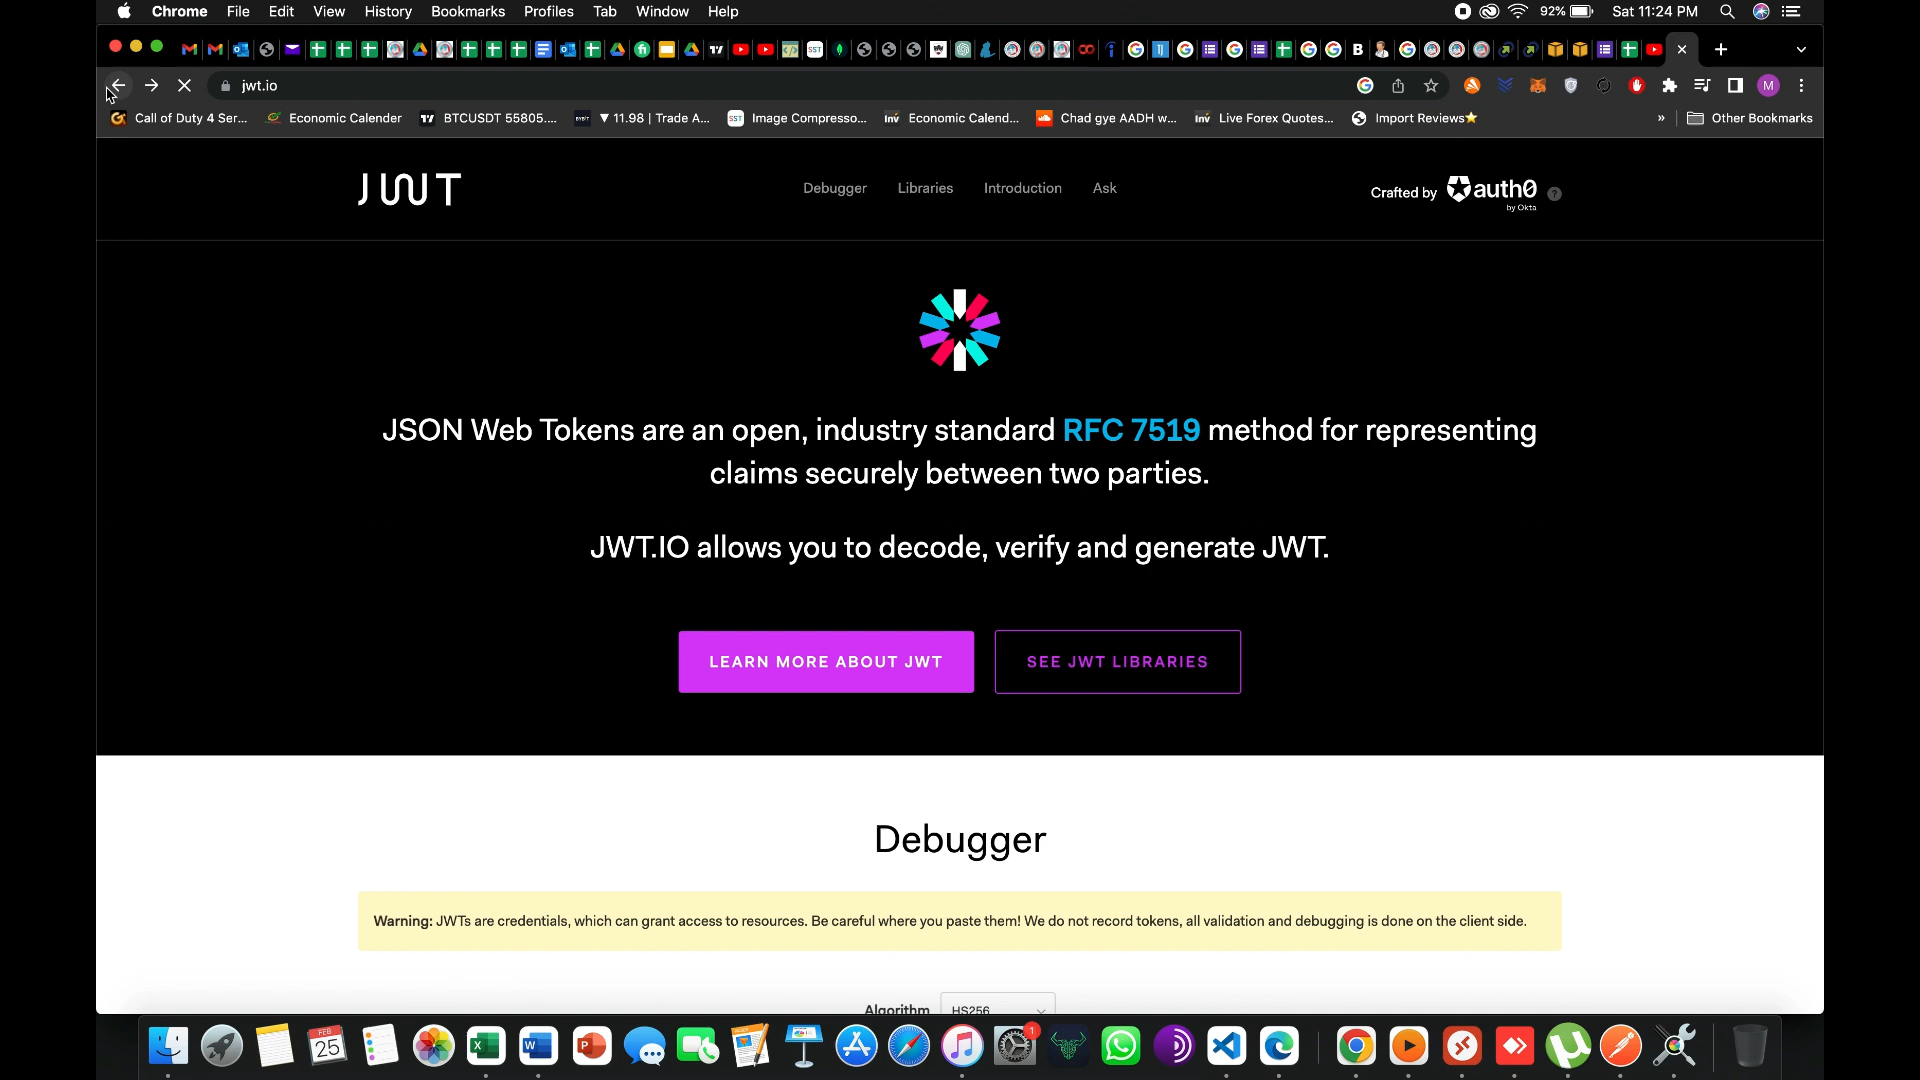 Chrome File Edit View History Bookmarks Profiles Tab Window Help 92% Sat 11:24 PM
jwt.io M
Call of Duty 4 Ser... Economic Calender BTCUSDT 55805.... ▼ 11.98 | Trade A... SST Image Compresso... Inv Economic Calend... Chad gye AADH w... Inv Live Forex Quotes... Import Reviews⭐ » Other Bookmarks
JWT Debugger Libraries Introduction Ask Crafted by auth0
by Okta
JSON Web Tokens are an open, industry standard RFC 7519 method for representing
claims securely between two parties.
JWT.IO allows you to decode, verify and generate JWT.
LEARN MORE ABOUT JWT SEE JWT LIBRARIES
Debugger
Warning: JWTs are credentials, which can grant access to resources. Be careful where you paste them! We do not record tokens, all validation and debugging is done on the client side.
Algorithm HS256
FEB
25
1